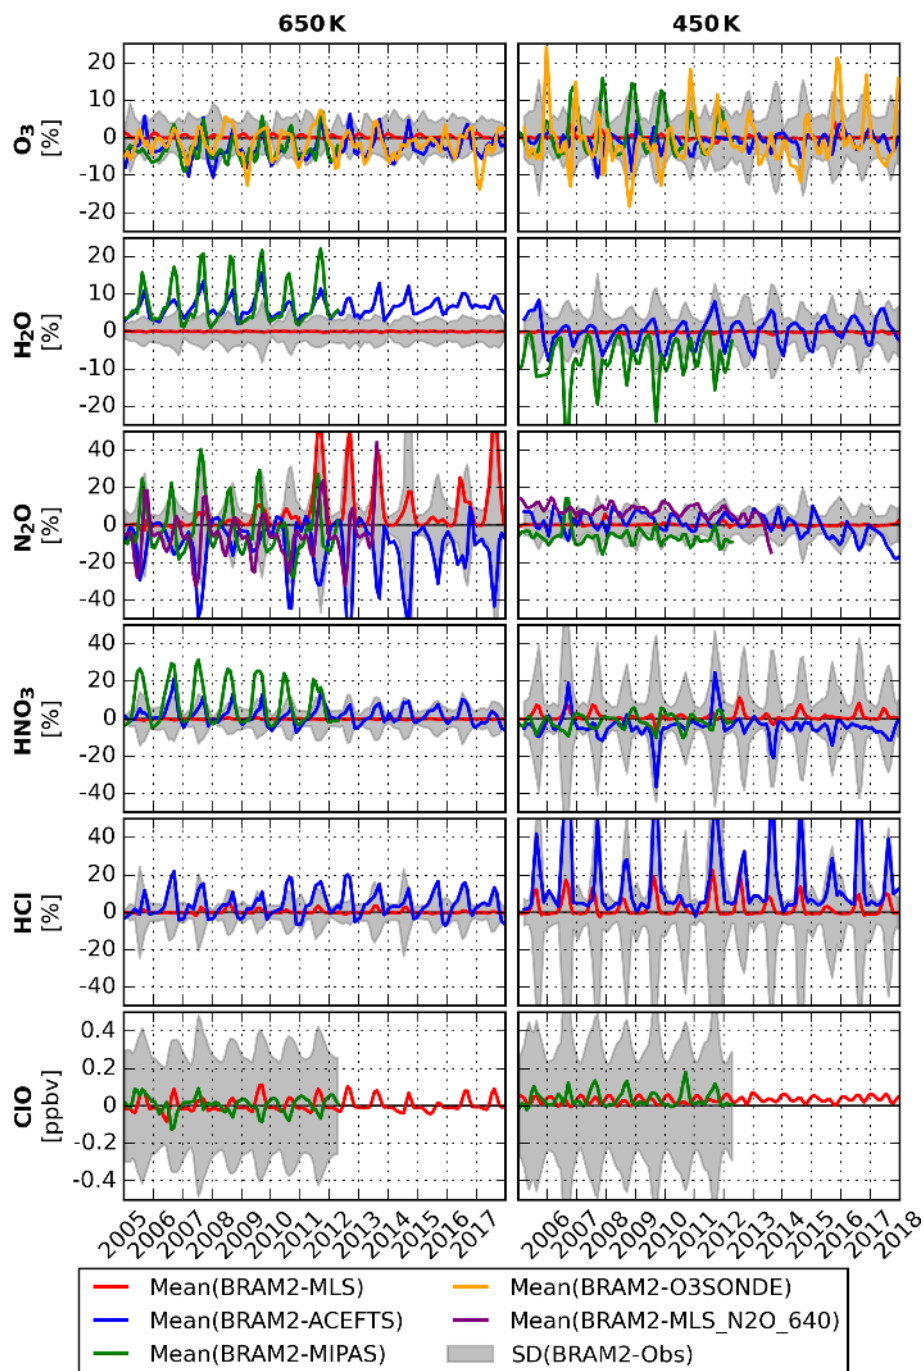 650 K 450 K
O3 [%]
20
10
0
-10
-20
H2O [%]
20
10
0
-10
-20
N2O [%]
40
20
0
-20
-40
HNO3 [%]
40
20
0
-20
-40
HCl [%]
40
20
0
-20
-40
ClO [ppbv]
0.4
0.2
0
-0.2
-0.4
2005 2006 2007 2008 2009 2010 2011 2012 2013 2014 2015 2016 2017 2006 2007 2008 2009 2010 2011 2012 2013 2014 2015 2016 2017 2018
Mean(BRAM2-MLS) Mean(BRAM2-O3SONDE)
Mean(BRAM2-ACEFTS) Mean(BRAM2-MLS_N2O_640)
Mean(BRAM2-MIPAS) SD(BRAM2-Obs)